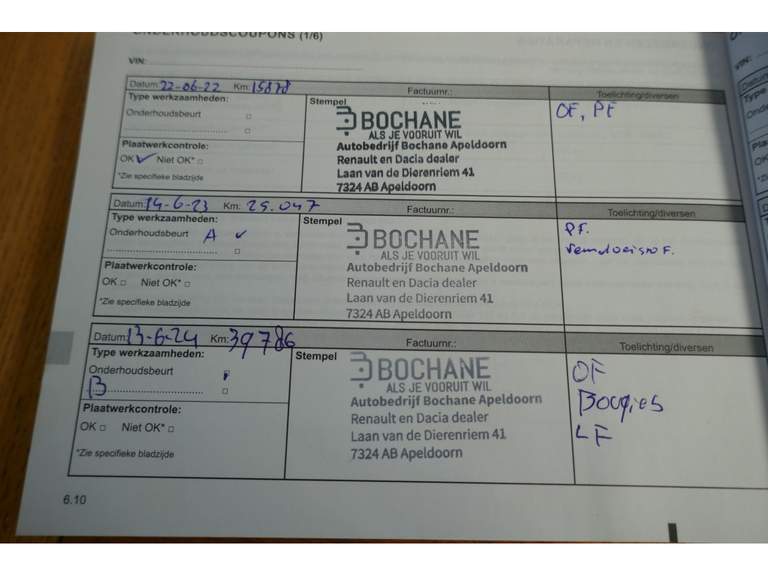 ONDERHOUDSCOUPONS (1/6)
VIN:
Datum: 22-06-22 Km: 15878 Factuurnr.: Toelichting/diversen
Type werkzaamheden:
Onderhoudsbeurt
Plaatwerkcontrole:
OK ✓ Niet OK*
*Zie specifieke bladzijde
Stempel
BOCHANE
ALS JE VOORUIT WIL
Autobedrijf Bochane Apeldoorn
Renault en Dacia dealer
Laan van de Dierenriem 41
7324 AB Apeldoorn
OF, PF
Datum: 14-6-23 Km: 25.047 Factuurnr.: Toelichting/diversen
Type werkzaamheden:
Onderhoudsbeurt A ✓
Plaatwerkcontrole:
OK Niet OK*
*Zie specifieke bladzijde
Stempel
BOCHANE
ALS JE VOORUIT WIL
Autobedrijf Bochane Apeldoorn
Renault en Dacia dealer
Laan van de Dierenriem 41
7324 AB Apeldoorn
PF.
Remvloeistof.
Datum: 13-6-24 Km: 39786 Factuurnr.: Toelichting/diversen
Type werkzaamheden:
Onderhoudsbeurt
B
Plaatwerkcontrole:
OK Niet OK*
*Zie specifieke bladzijde
Stempel
BOCHANE
ALS JE VOORUIT WIL
Autobedrijf Bochane Apeldoorn
Renault en Dacia dealer
Laan van de Dierenriem 41
7324 AB Apeldoorn
OF
Bougies
LF
6.10
VIN: